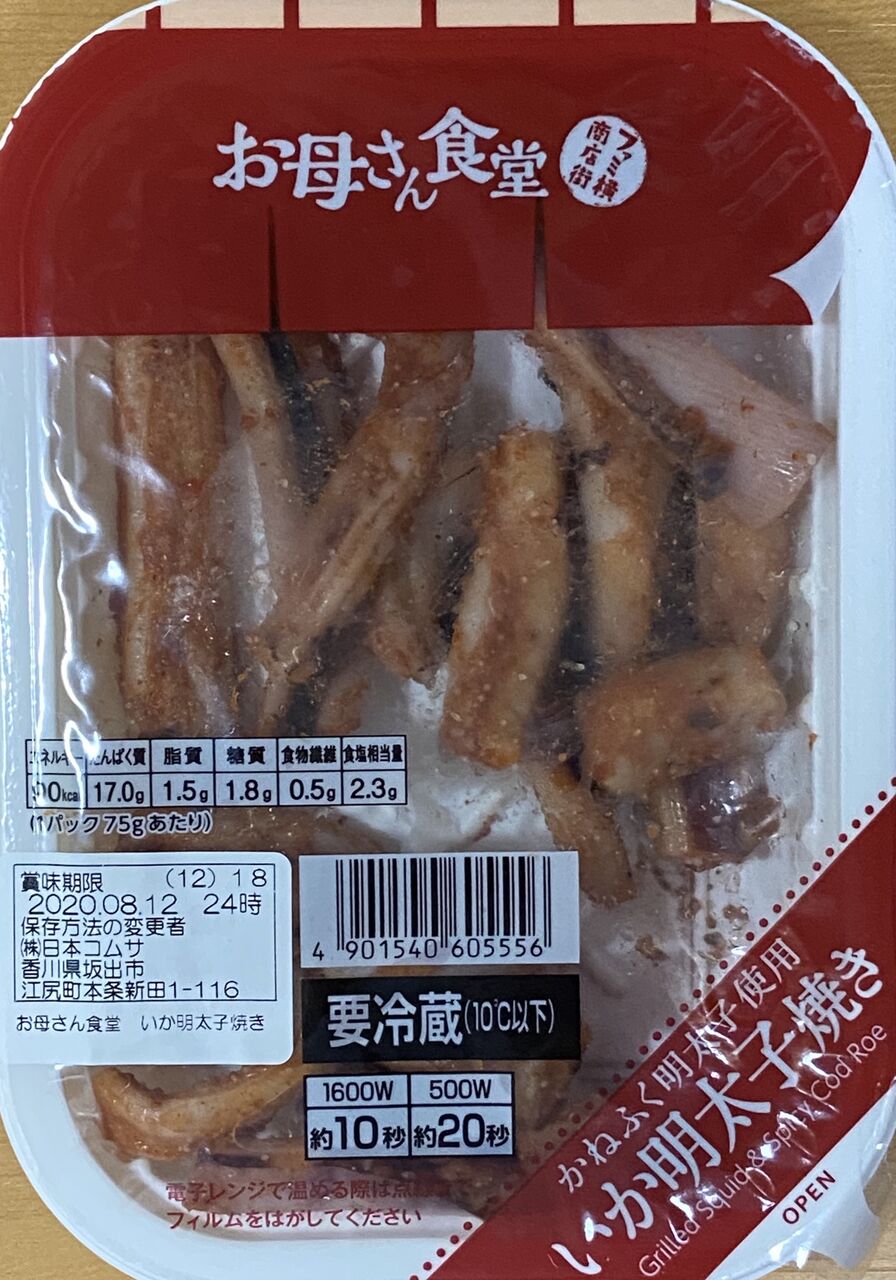 お母さん食堂
ファミ横
商店街
エネルギー たんぱく質 脂質 糖質 食物繊維 食塩相当量
90kcal 17.0g 1.5g 1.8g 0.5g 2.3g
(1パック75gあたり)
賞味期限 (12) 18
2020.08.12 24時
保存方法の変更者
㈱日本コムサ
香川県坂出市
江尻町本条新田1-116
お母さん食堂 いか明太子焼き
4 901540 605556
要冷蔵(10℃以下)
1600W 500W
約10秒 約20秒
電子レンジで温める際は点線まで
フィルムをはがしてください
かねふく明太子使用
いか明太子焼き
Grilled Squid & Spicy Cod Roe
OPEN